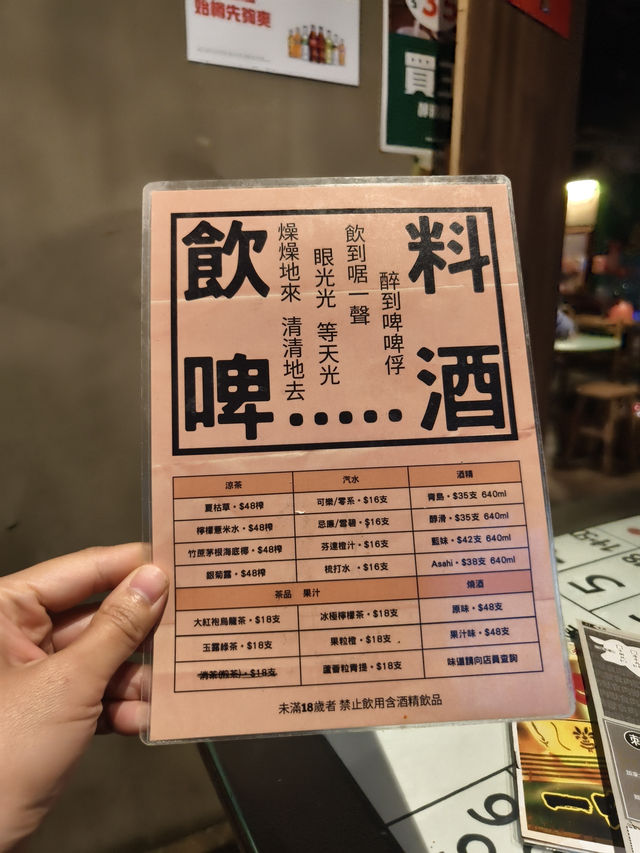 始轉先夠爽
買
飲料
啤酒
醉到啤啤俘
飲到啹一聲
眼光光 等天光
燥燥地來 清清地去
.....
涼茶 汽水 酒精
夏枯草・$48樽 可樂/零系・$16支 青島・$35支 640ml
檸檬薏米水・$48樽 忌廉/雪碧・$16支 醇滑・$35支 640ml
竹蔗茅根海底椰・$48樽 芬達橙汁・$16支 藍妹・$42支 640ml
銀菊露・$48樽 梳打水 ・$16支 Asahi・$38支 640ml
茶品 果汁 燒酒
大紅袍烏龍茶・$18支 冰極檸檬茶・$18支 原味・$48支
玉露綠茶・$18支 果粒橙・$18支 果汁味・$48支
清茶(煎茶)・$18支 蘆薈粒青提・$18支 味道請向店員查詢
未滿18歲者 禁止飲用含酒精飲品